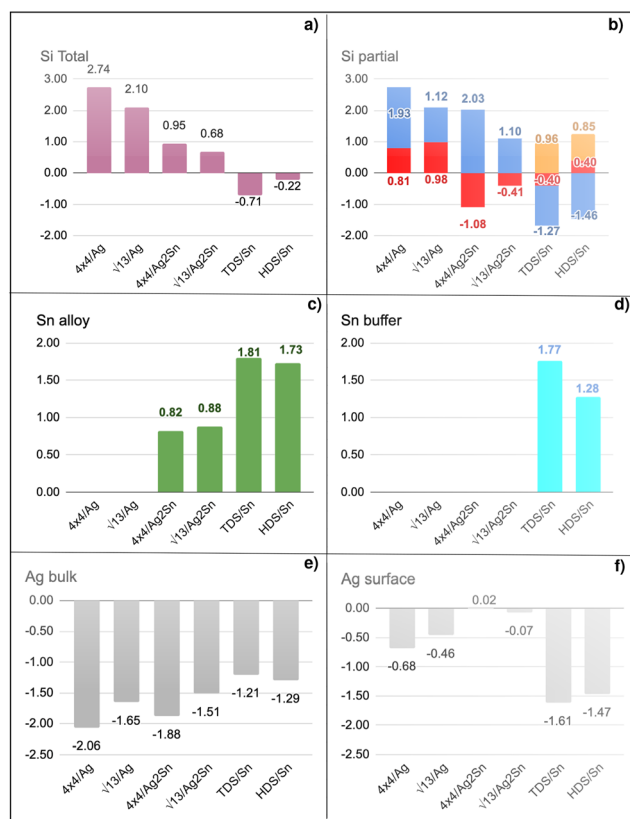 a)
Si Total
3.00
2.00
1.00
0.00
-1.00
-2.00
2.74
2.10
0.95
0.68
-0.71
-0.22
4x4/Ag
√13/Ag
4x4/Ag2Sn
√13/Ag2Sn
TDS/Sn
HDS/Sn
b)
Si partial
3.00
2.00
1.00
0.00
-1.00
-2.00
1.93
1.12
2.03
1.10
0.96
0.85
0.81
0.98
-1.08
-0.41
-0.40
0.40
-1.27
-1.46
4x4/Ag
√13/Ag
4x4/Ag2Sn
√13/Ag2Sn
TDS/Sn
HDS/Sn
c)
Sn alloy
2.00
1.50
1.00
0.50
0.00
0.82
0.88
1.81
1.73
4x4/Ag
√13/Ag
4x4/Ag2Sn
√13/Ag2Sn
TDS/Sn
HDS/Sn
d)
Sn buffer
2.00
1.50
1.00
0.50
0.00
1.77
1.28
4x4/Ag
√13/Ag
4x4/Ag2Sn
√13/Ag2Sn
TDS/Sn
HDS/Sn
e)
Ag bulk
0.00
-0.50
-1.00
-1.50
-2.00
-2.50
-2.06
-1.65
-1.88
-1.51
-1.21
-1.29
4x4/Ag
√13/Ag
4x4/Ag2Sn
√13/Ag2Sn
TDS/Sn
HDS/Sn
f)
Ag surface
0.00
-0.50
-1.00
-1.50
-2.00
-2.50
-0.68
-0.46
0.02
-0.07
-1.61
-1.47
4x4/Ag
√13/Ag
4x4/Ag2Sn
√13/Ag2Sn
TDS/Sn
HDS/Sn